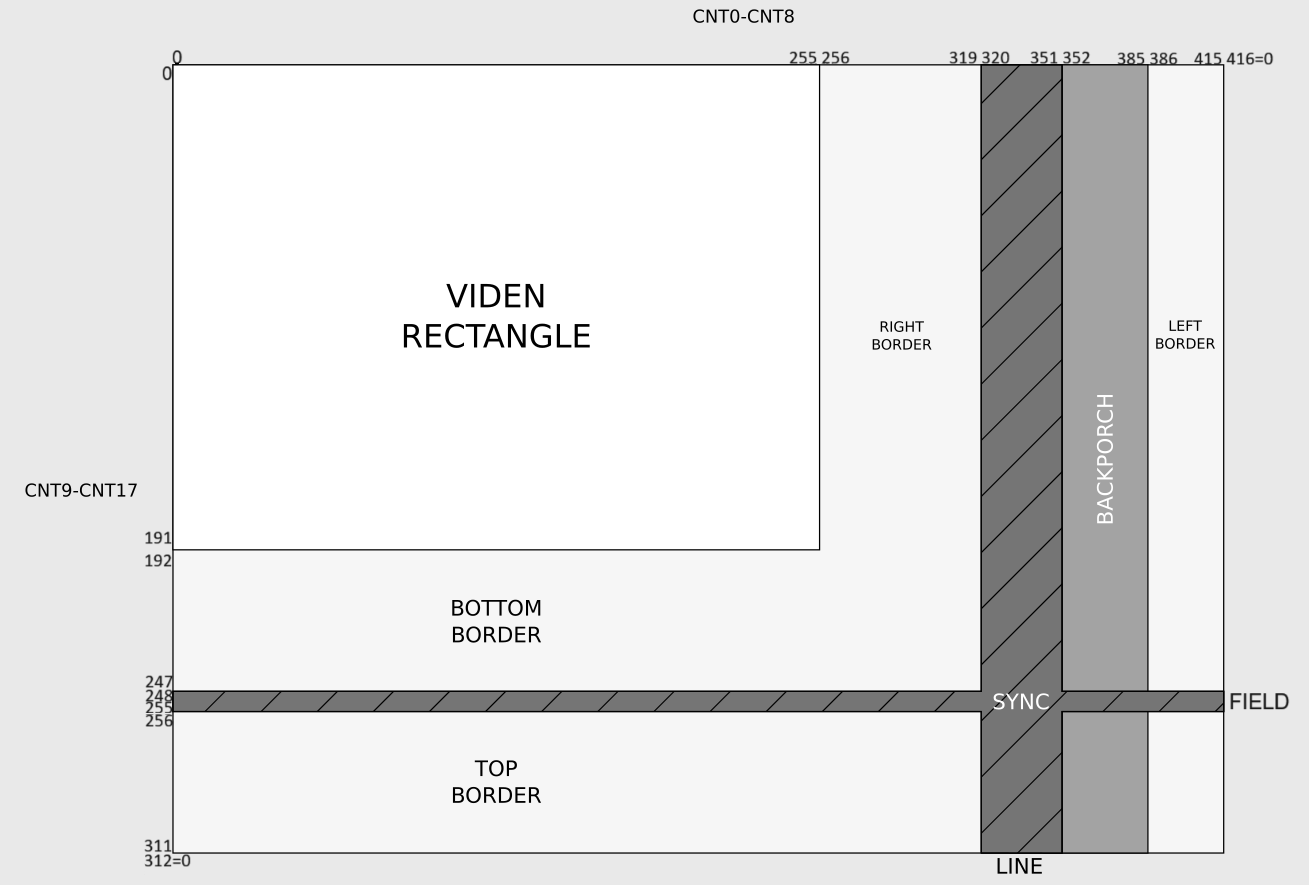 CNT0-CNT8
0
255 256
319 320
351 352
385 386
415 416=0
0
VIDEN
RECTANGLE
RIGHT
BORDER
LEFT
BORDER
BACKPORCH
CNT9-CNT17
191
192
BOTTOM
BORDER
247
248
255
256
SYNC
FIELD
TOP
BORDER
311
312=0
LINE